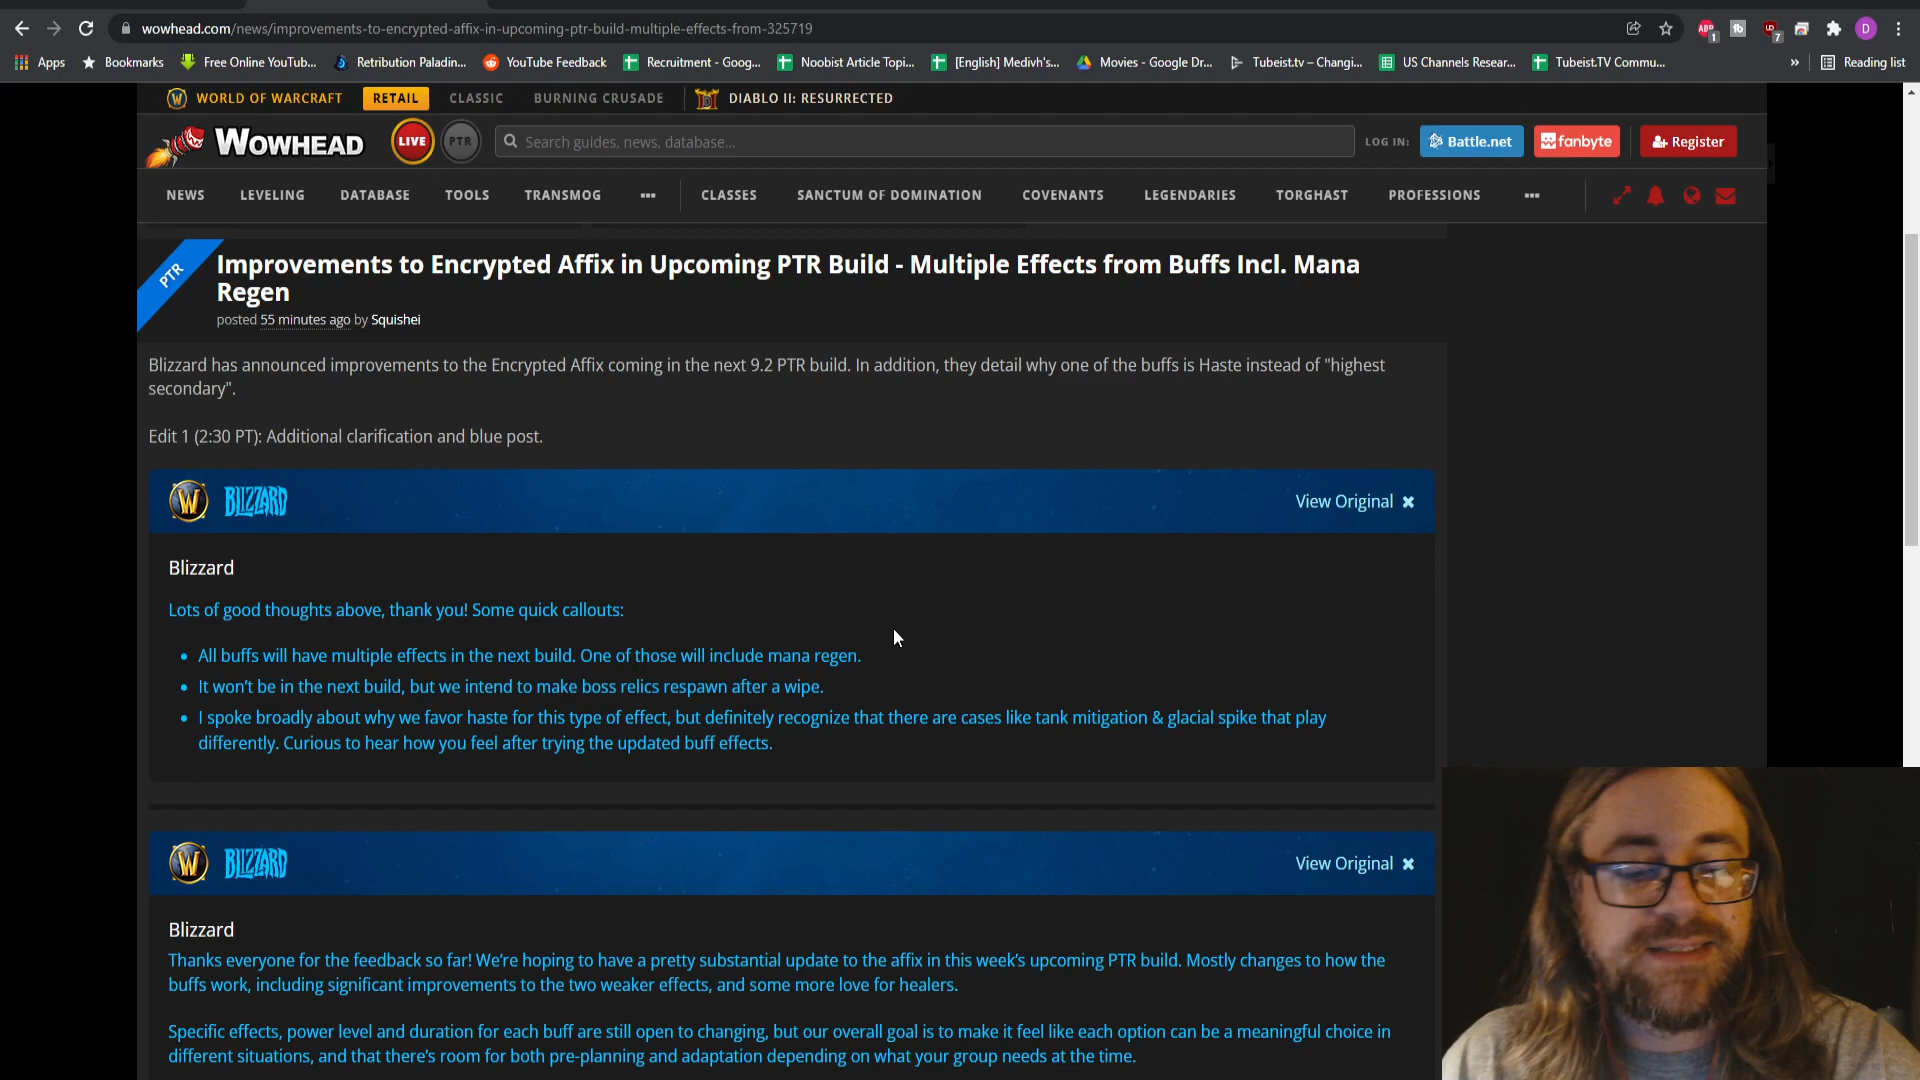 wowhead.com/news/improvements-to-encrypted-affix-in-upcoming-ptr-build-multiple-effects-from-325719
ABP 1 tb UD 7 D
Apps Bookmarks Free Online YouTub... Retribution Paladin... YouTube Feedback Recruitment - Goog... Noobist Article Topi... [English] Medivh's... Movies - Google Dr... Tubeist.tv – Changi... US Channels Resear... Tubeist.TV Commu... » Reading list
WORLD OF WARCRAFT RETAIL CLASSIC BURNING CRUSADE DIABLO II: RESURRECTED
WOWHEAD LIVE PTR Search guides, news, database... LOG IN: Battle.net fanbyte Register
NEWS LEVELING DATABASE TOOLS TRANSMOG ••• CLASSES SANCTUM OF DOMINATION COVENANTS LEGENDARIES TORGHAST PROFESSIONS •••
PTR
Improvements to Encrypted Affix in Upcoming PTR Build - Multiple Effects from Buffs Incl. Mana
Regen
posted 55 minutes ago by Squishei
Blizzard has announced improvements to the Encrypted Affix coming in the next 9.2 PTR build. In addition, they detail why one of the buffs is Haste instead of "highest
secondary".
Edit 1 (2:30 PT): Additional clarification and blue post.
W BLIZZARD View Original
Blizzard
Lots of good thoughts above, thank you! Some quick callouts:
• All buffs will have multiple effects in the next build. One of those will include mana regen.
• It won't be in the next build, but we intend to make boss relics respawn after a wipe.
• I spoke broadly about why we favor haste for this type of effect, but definitely recognize that there are cases like tank mitigation & glacial spike that play
differently. Curious to hear how you feel after trying the updated buff effects.
W BLIZZARD View Original
Blizzard
Thanks everyone for the feedback so far! We're hoping to have a pretty substantial update to the affix in this week's upcoming PTR build. Mostly changes to how the
buffs work, including significant improvements to the two weaker effects, and some more love for healers.
Specific effects, power level and duration for each buff are still open to changing, but our overall goal is to make it feel like each option can be a meaningful choice in
different situations, and that there's room for both pre-planning and adaptation depending on what your group needs at the time.